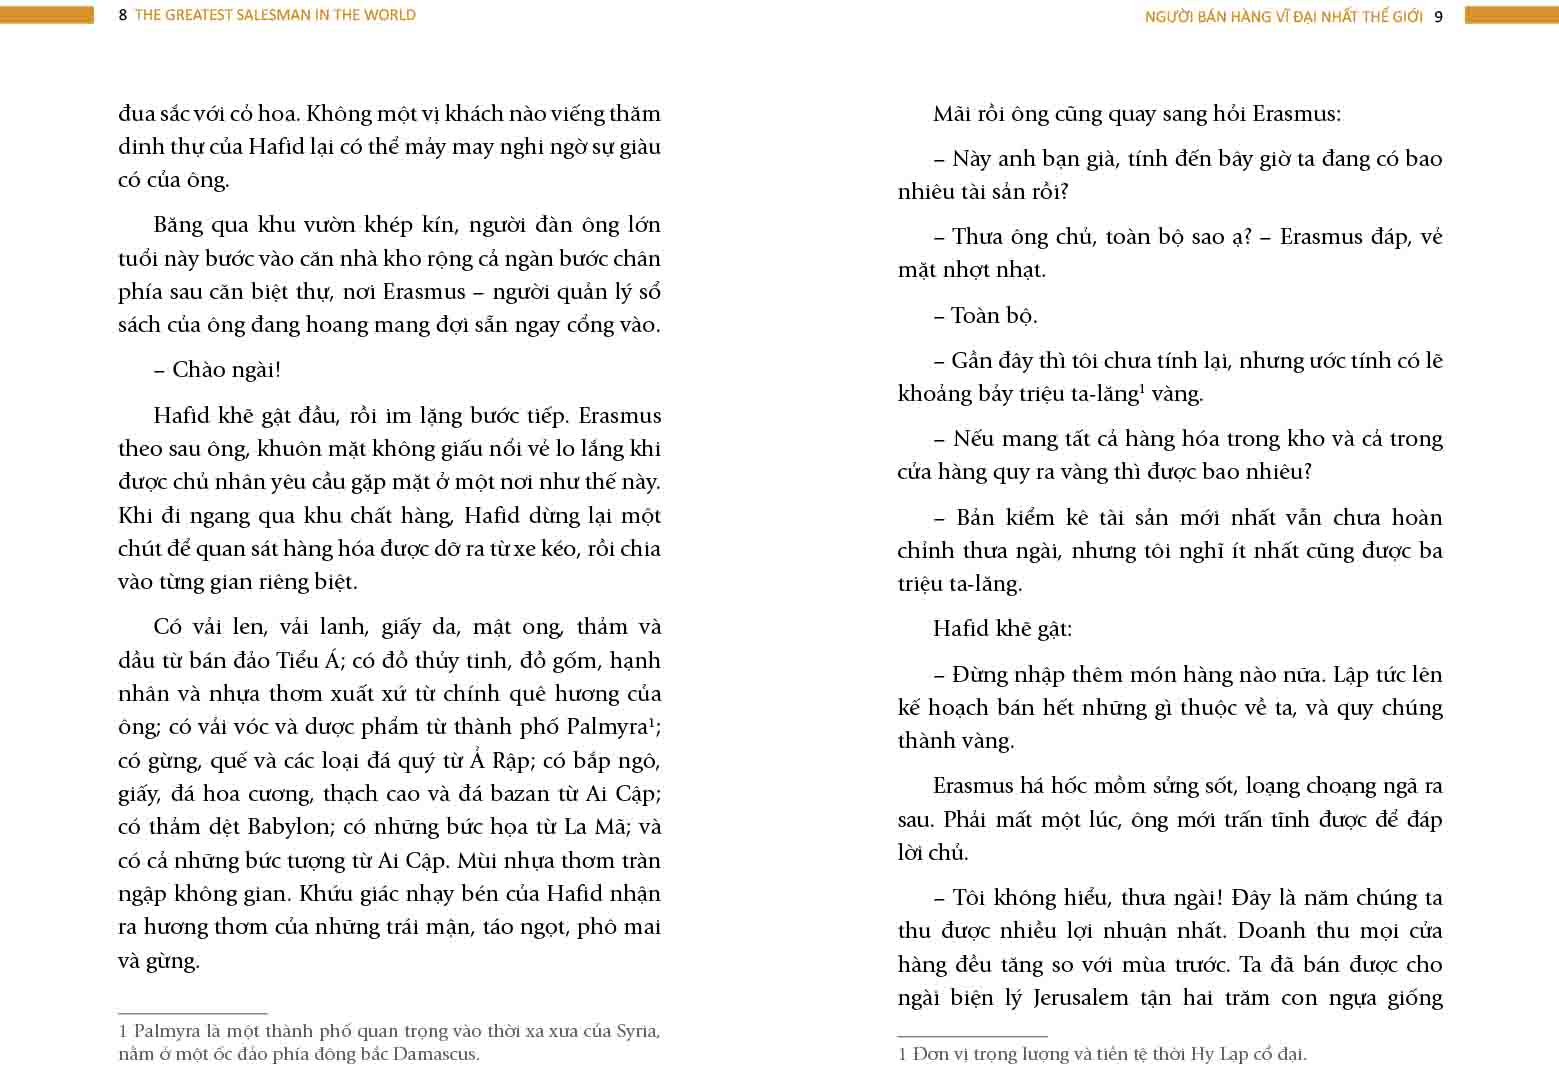 8 THE GREATEST SALESMAN IN THE WORLD
đua sắc với cỏ hoa. Không một vị khách nào viếng thăm
dinh thự của Hafid lại có thể mảy may nghi ngờ sự giàu
có của ông.
Băng qua khu vườn khép kín, người đàn ông lớn
tuổi này bước vào căn nhà kho rộng cả ngàn bước chân
phía sau căn biệt thự, nơi Erasmus – người quản lý sổ
sách của ông đang hoang mang đợi sẵn ngay cổng vào.
– Chào ngài!
Hafid khẽ gật đầu, rồi im lặng bước tiếp. Erasmus
theo sau ông, khuôn mặt không giấu nổi vẻ lo lắng khi
được chủ nhân yêu cầu gặp mặt ở một nơi như thế này.
Khi đi ngang qua khu chất hàng, Hafid dừng lại một
chút để quan sát hàng hóa được dỡ ra từ xe kéo, rồi chia
vào từng gian riêng biệt.
Có vải len, vải lanh, giấy da, mật ong, thảm và
dầu từ bán đảo Tiểu Á; có đồ thủy tinh, đồ gốm, hạnh
nhân và nhựa thơm xuất xứ từ chính quê hương của
ông; có vải vóc và dược phẩm từ thành phố Palmyra¹;
có gừng, quế và các loại đá quý từ Ả Rập; có bắp ngô,
giấy, đá hoa cương, thạch cao và đá bazan từ Ai Cập;
có thảm dệt Babylon; có những bức họa từ La Mã; và
có cả những bức tượng từ Ai Cập. Mùi nhựa thơm tràn
ngập không gian. Khứu giác nhạy bén của Hafid nhận
ra hương thơm của những trái mận, táo ngọt, phô mai
và gừng.
1 Palmyra là một thành phố quan trọng vào thời xa xưa của Syria,
nằm ở một ốc đảo phía đông bắc Damascus.
NGƯỜI BÁN HÀNG VĨ ĐẠI NHẤT THẾ GIỚI 9
Mãi rồi ông cũng quay sang hỏi Erasmus:
– Này anh bạn già, tính đến bây giờ ta đang có bao
nhiêu tài sản rồi?
– Thưa ông chủ, toàn bộ sao ạ? – Erasmus đáp, vẻ
mặt nhợt nhạt.
– Toàn bộ.
– Gần đây thì tôi chưa tính lại, nhưng ước tính có lẽ
khoảng bảy triệu ta-lăng¹ vàng.
– Nếu mang tất cả hàng hóa trong kho và cả trong
cửa hàng quy ra vàng thì được bao nhiêu?
– Bản kiểm kê tài sản mới nhất vẫn chưa hoàn
chỉnh thưa ngài, nhưng tôi nghĩ ít nhất cũng được ba
triệu ta-lăng.
Hafid khẽ gật:
– Đừng nhập thêm món hàng nào nữa. Lập tức lên
kế hoạch bán hết những gì thuộc về ta, và quy chúng
thành vàng.
Erasmus há hốc mồm sửng sốt, loạng choạng ngã ra
sau. Phải mất một lúc, ông mới trấn tĩnh được để đáp
lời chủ.
– Tôi không hiểu, thưa ngài! Đây là năm chúng ta
thu được nhiều lợi nhuận nhất. Doanh thu mọi cửa
hàng đều tăng so với mùa trước. Ta đã bán được cho
ngài biện lý Jerusalem tận hai trăm con ngựa giống
1 Đơn vị trọng lượng và tiền tệ thời Hy Lạp cổ đại.